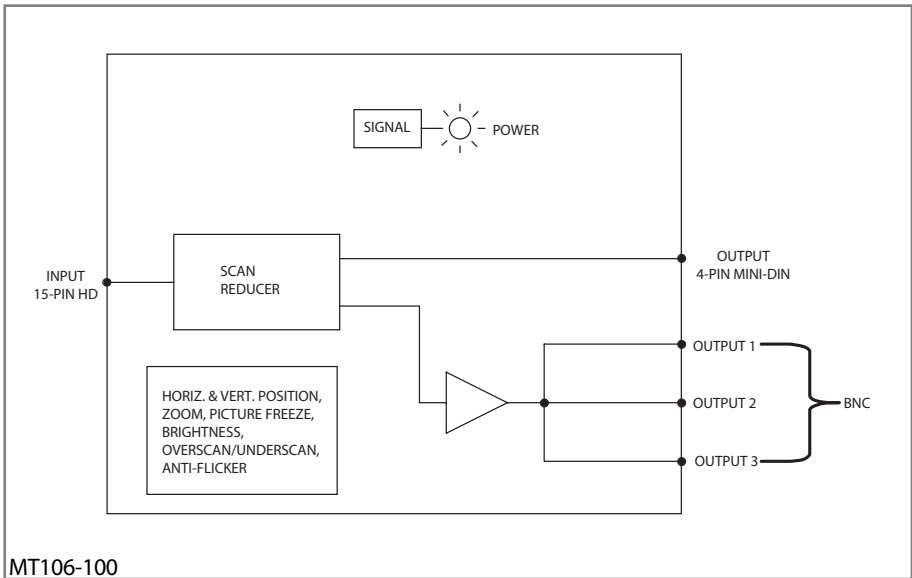 SIGNAL
POWER
INPUT
15-PIN HD
SCAN
REDUCER
OUTPUT
4-PIN MINI-DIN
OUTPUT 1
HORIZ. & VERT. POSITION,
ZOOM, PICTURE FREEZE,
BRIGHTNESS,
OVERSCAN/UNDERSCAN,
ANTI-FLICKER
OUTPUT 2
BNC
OUTPUT 3
MT106-100